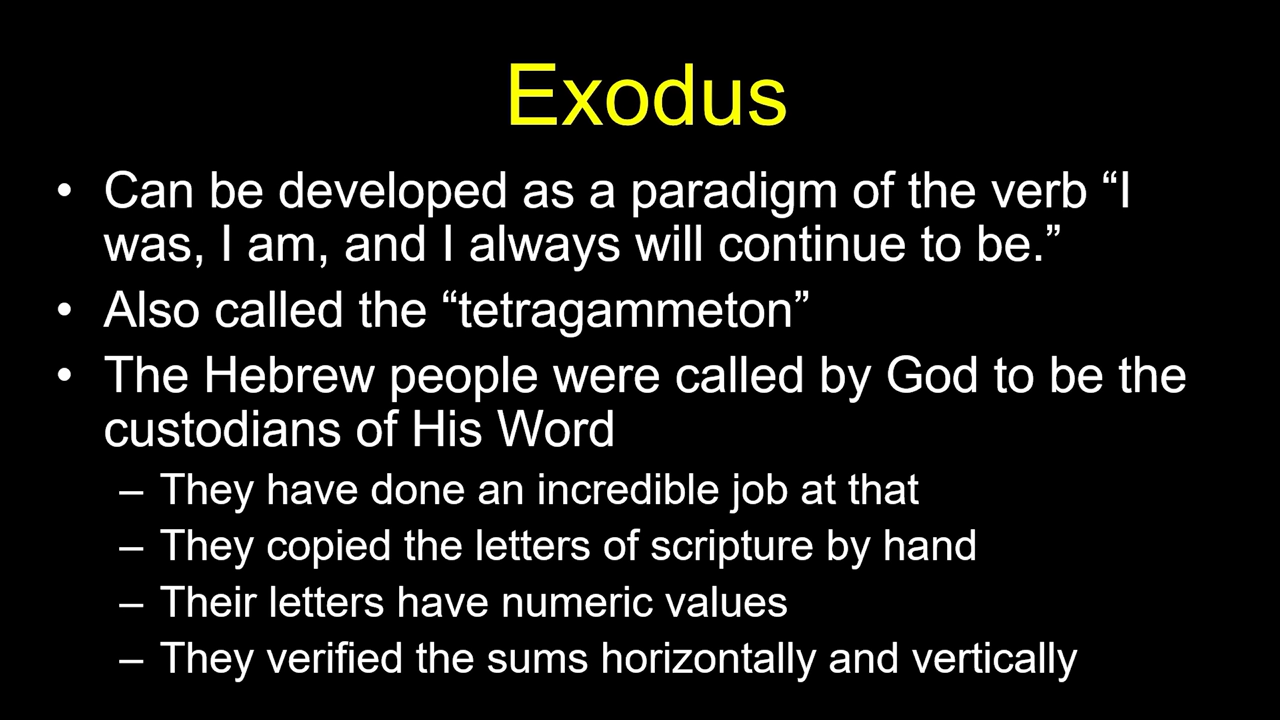 Exodus
• Can be developed as a paradigm of the verb “I
was, I am, and I always will continue to be.”
• Also called the “tetragammeton”
• The Hebrew people were called by God to be the
custodians of His Word
– They have done an incredible job at that
– They copied the letters of scripture by hand
– Their letters have numeric values
– They verified the sums horizontally and vertically